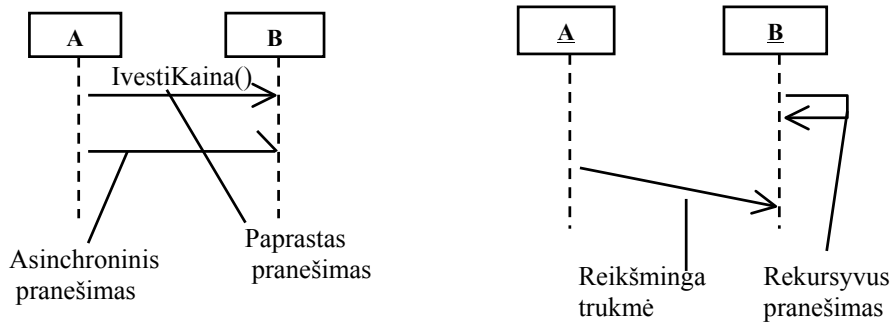 A
B
IvestiKaina()
Asinchroninis
pranešimas
Paprastas
pranešimas
A
B
Reikšminga
trukmė
Rekursyvus
pranešimas